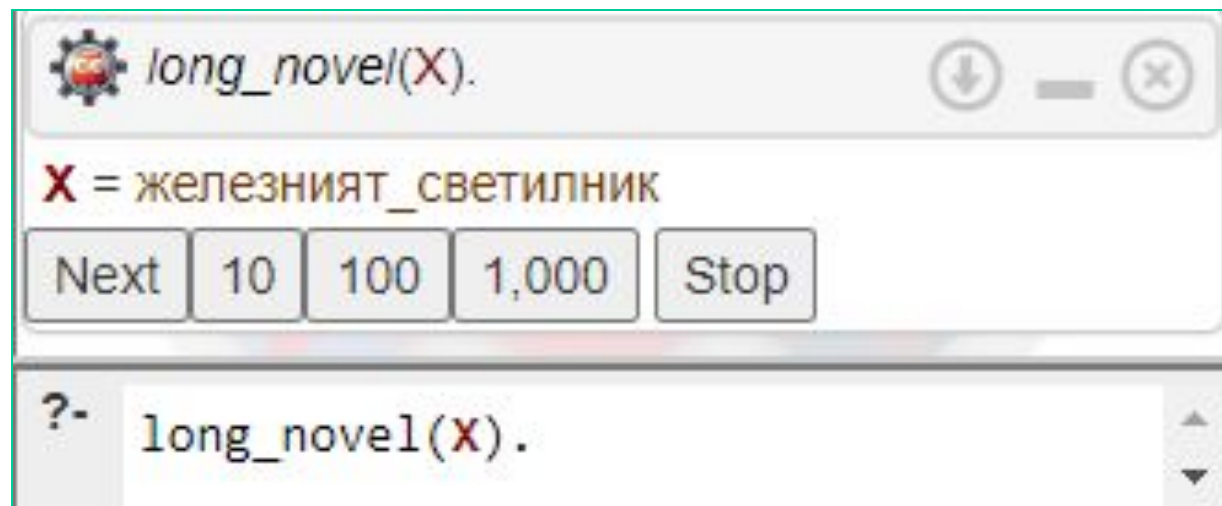 long_novel(X).
X = железният_светилник
Next 10 100 1,000 Stop
?- long_novel(X).